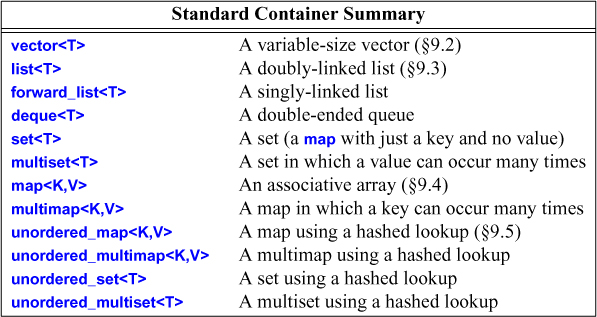 Standard Container Summary
vector<T> A variable-size vector (§9.2)
list<T> A doubly-linked list (§9.3)
forward_list<T> A singly-linked list
deque<T> A double-ended queue
set<T> A set (a map with just a key and no value)
multiset<T> A set in which a value can occur many times
map<K,V> An associative array (§9.4)
multimap<K,V> A map in which a key can occur many times
unordered_map<K,V> A map using a hashed lookup (§9.5)
unordered_multimap<K,V> A multimap using a hashed lookup
unordered_set<T> A set using a hashed lookup
unordered_multiset<T> A multiset using a hashed lookup